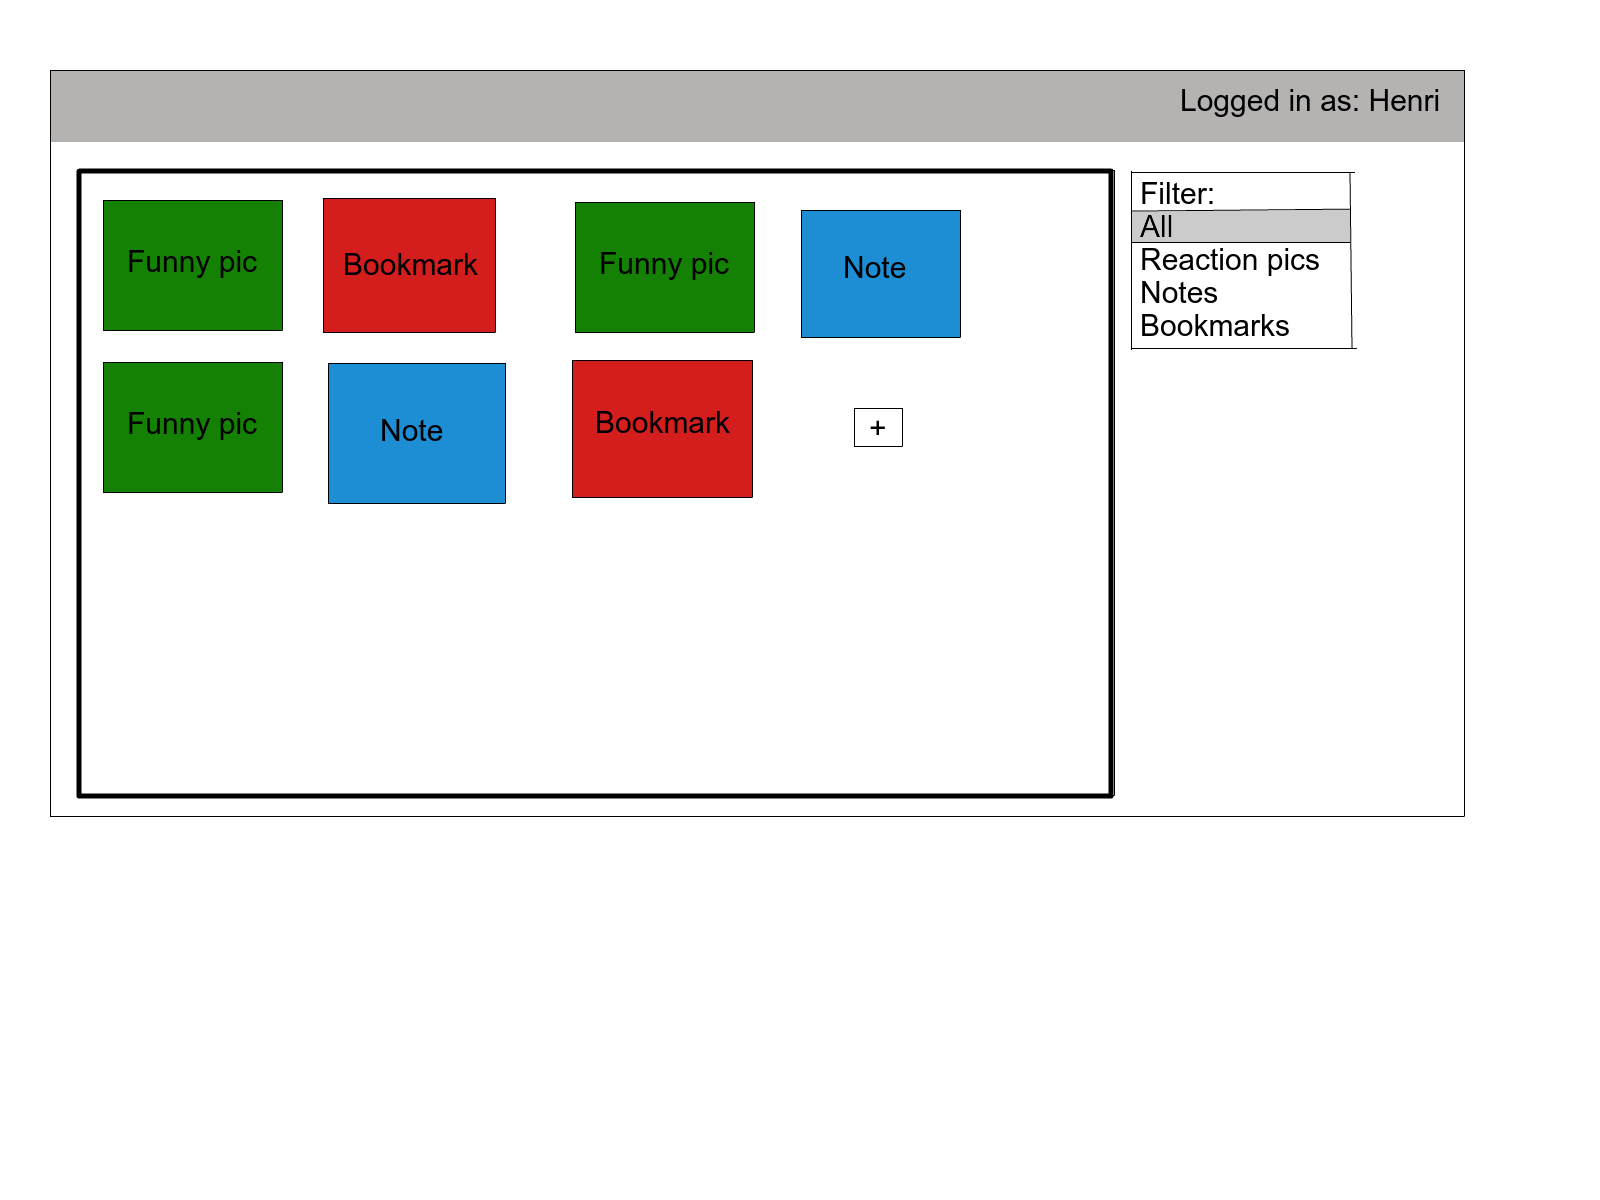 Logged in as: Henri
Funny pic
Bookmark
Funny pic
Note
Funny pic
Note
Bookmark
+
Filter:
All
Reaction pics
Notes
Bookmarks